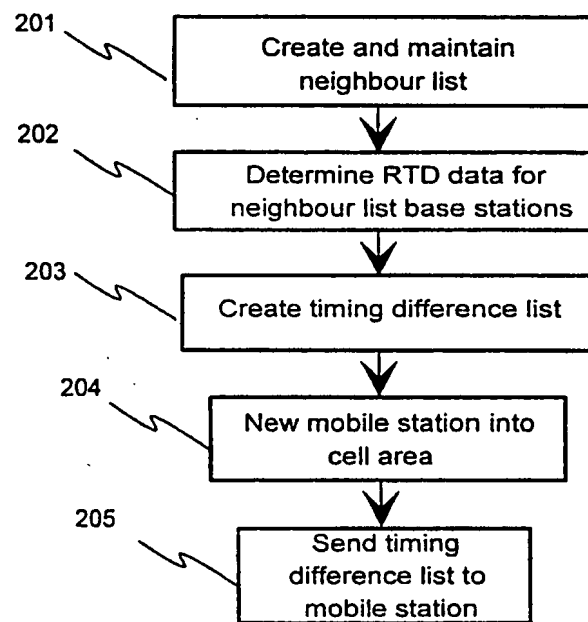 201
Create and maintain
neighbour list
202
Determine RTD data for
neighbour list base stations
203
Create timing difference list
204
New mobile station into
cell area
205
Send timing
difference list to
mobile station